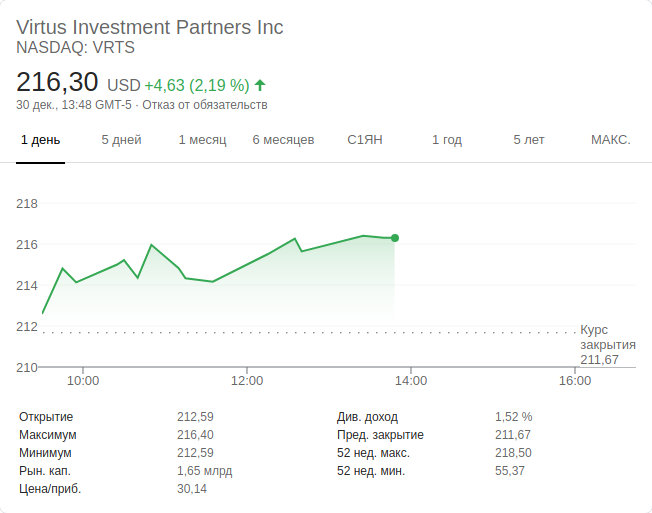 Virtus Investment Partners Inc
NASDAQ: VRTS
216,30 USD +4,63 (2,19 %)
30 дек., 13:48 GMT-5 · Отказ от обязательств
1 день 5 дней 1 месяц 6 месяцев С1ЯН 1 год 5 лет МАКС.
218
216
214
212
210
Курс
закрытия
211,67
10:00 12:00 14:00 16:00
Открытие 212,59 Див. доход 1,52 %
Максимум 216,40 Пред. закрытие 211,67
Минимум 212,59 52 нед. макс. 218,50
Рын. кап. 1,65 млрд 52 нед. мин. 55,37
Цена/приб. 30,14